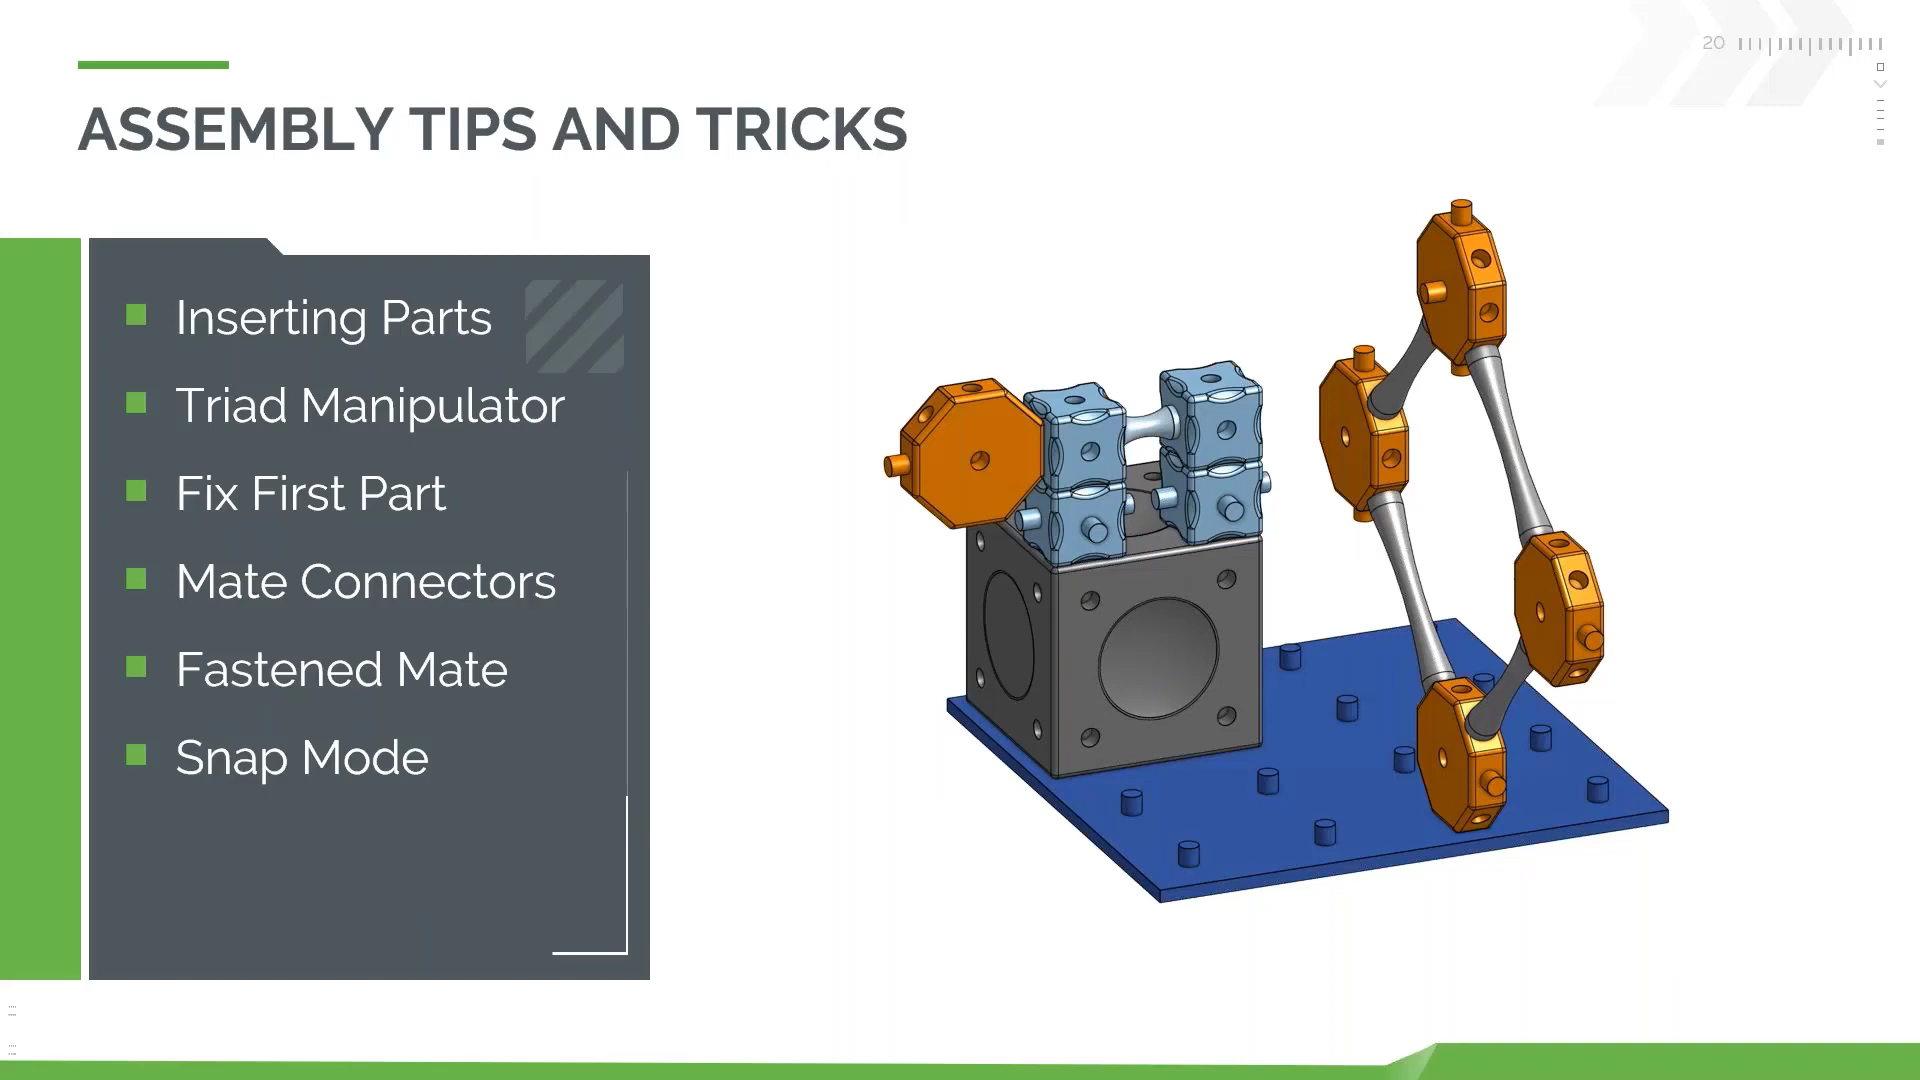 20
ASSEMBLY TIPS AND TRICKS
Inserting Parts
Triad Manipulator
Fix First Part
Mate Connectors
Fastened Mate
Snap Mode